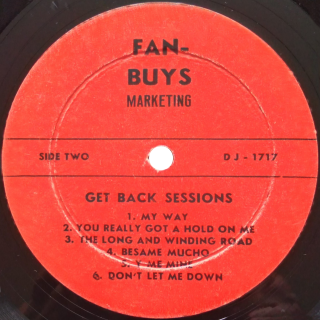 FAN-
BUYS
MARKETING
SIDE TWO
DJ - 1717
GET BACK SESSIONS
1. MY WAY
2. YOU REALLY GOT A HOLD ON ME
3. THE LONG AND WINDING ROAD
4. BESAME MUCHO
5. Y ME MINE
6. DON'T LET ME DOWN